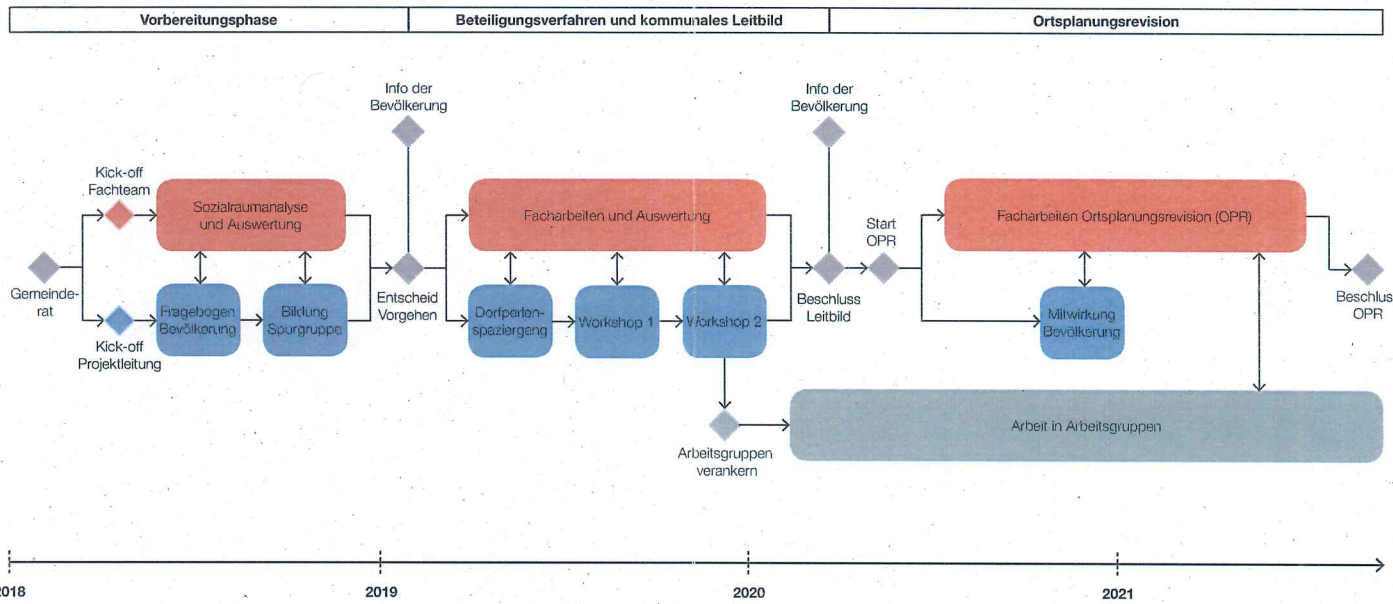 Vorbereitungsphase
Beteiligungsverfahren und kommunales Leitbild
Ortsplanungsrevision
Info der
Bevölkerung
Info der
Bevölkerung
Kick-off
Fachteam
Sozialraumanalyse
und Auswertung
Facharbeiten und Auswertung
Start
OPR
Facharbeiten Ortsplanungsrevision (OPR)
Gemeinde-
rat
Kick-off
Projektleitung
Fragebogen
Bevölkerung
Bildung
Spurgruppe
Entscheid
Vorgehen
Dorfperlen-
spaziergang
Workshop 1
Workshop 2
Beschluss
Leitbild
Mitwirkung
Bevölkerung
Beschluss
OPR
Arbeitsgruppen
verankern
Arbeit in Arbeitsgruppen
2018
2019
2020
2021